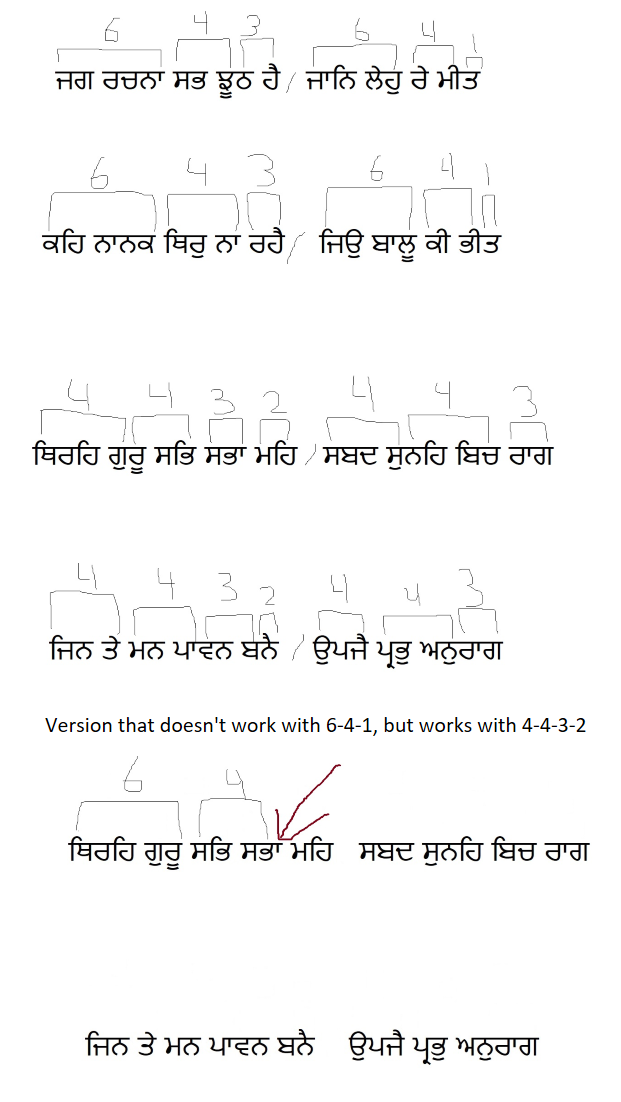 6 4 3 6 4 1
ਜਗ ਰਚਨਾ ਸਭ ਝੂਠ ਹੈ / ਜਾਨਿ ਲੇਹੁ ਰੇ ਮੀਤ
6 4 3 6 4 1
ਕਹਿ ਨਾਨਕ ਥਿਰੁ ਨਾ ਰਹੈ / ਜਿਉ ਬਾਲੂ ਕੀ ਭੀਤ
4 4 3 2 4 4 3
ਥਿਰਹਿ ਗੁਰੂ ਸਭਿ ਸਭਾ ਮਹਿ / ਸਬਦ ਸੁਨਹਿ ਬਿਚ ਰਾਗ
4 4 3 2 4 4 3
ਜਿਨ ਤੇ ਮਨ ਪਾਵਨ ਬਨੈ / ਉਪਜੈ ਪ੍ਰਭੁ ਅਨੁਰਾਗ
Version that doesn't work with 6-4-1, but works with 4-4-3-2
6 4
ਥਿਰਹਿ ਗੁਰੂ ਸਭਿ ਸਭਾ ਮਹਿ ਸਬਦ ਸੁਨਹਿ ਬਿਚ ਰਾਗ
ਜਿਨ ਤੇ ਮਨ ਪਾਵਨ ਬਨੈ ਉਪਜੈ ਪ੍ਰਭੁ ਅਨੁਰਾਗ